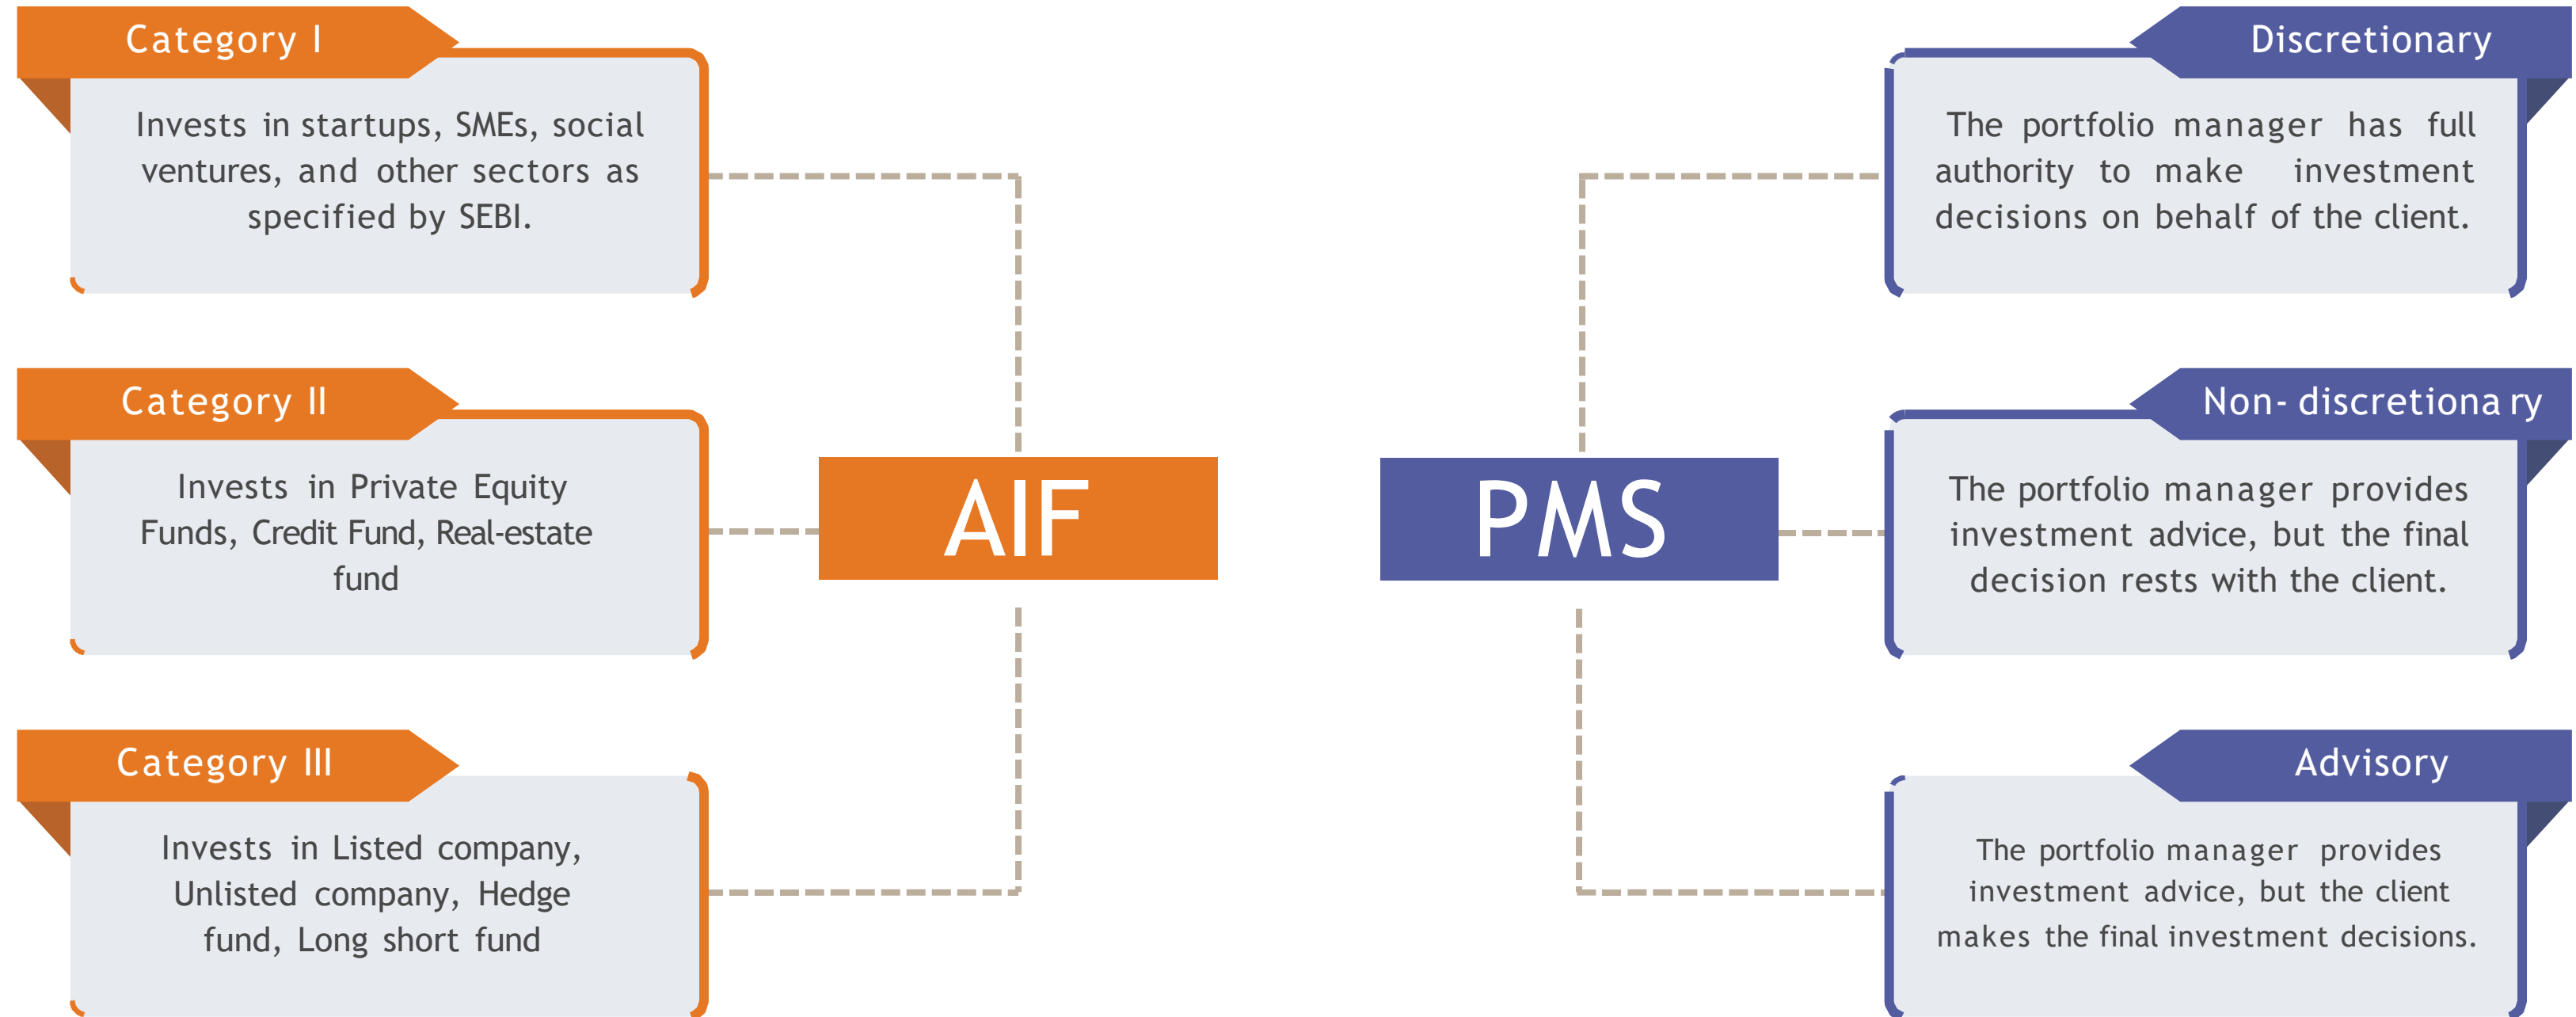 Category I
Invests in startups, SMEs, social
ventures, and other sectors as
specified by SEBI.
Category II
Invests in Private Equity
Funds, Credit Fund, Real-estate
fund
Category III
Invests in Listed company,
Unlisted company, Hedge
fund, Long short fund
AIF
PMS
Discretionary
The portfolio manager has full
authority to make investment
decisions on behalf of the client.
Non- discretiona ry
The portfolio manager provides
investment advice, but the final
decision rests with the client.
Advisory
The portfolio manager provides
investment advice, but the client
makes the final investment decisions.